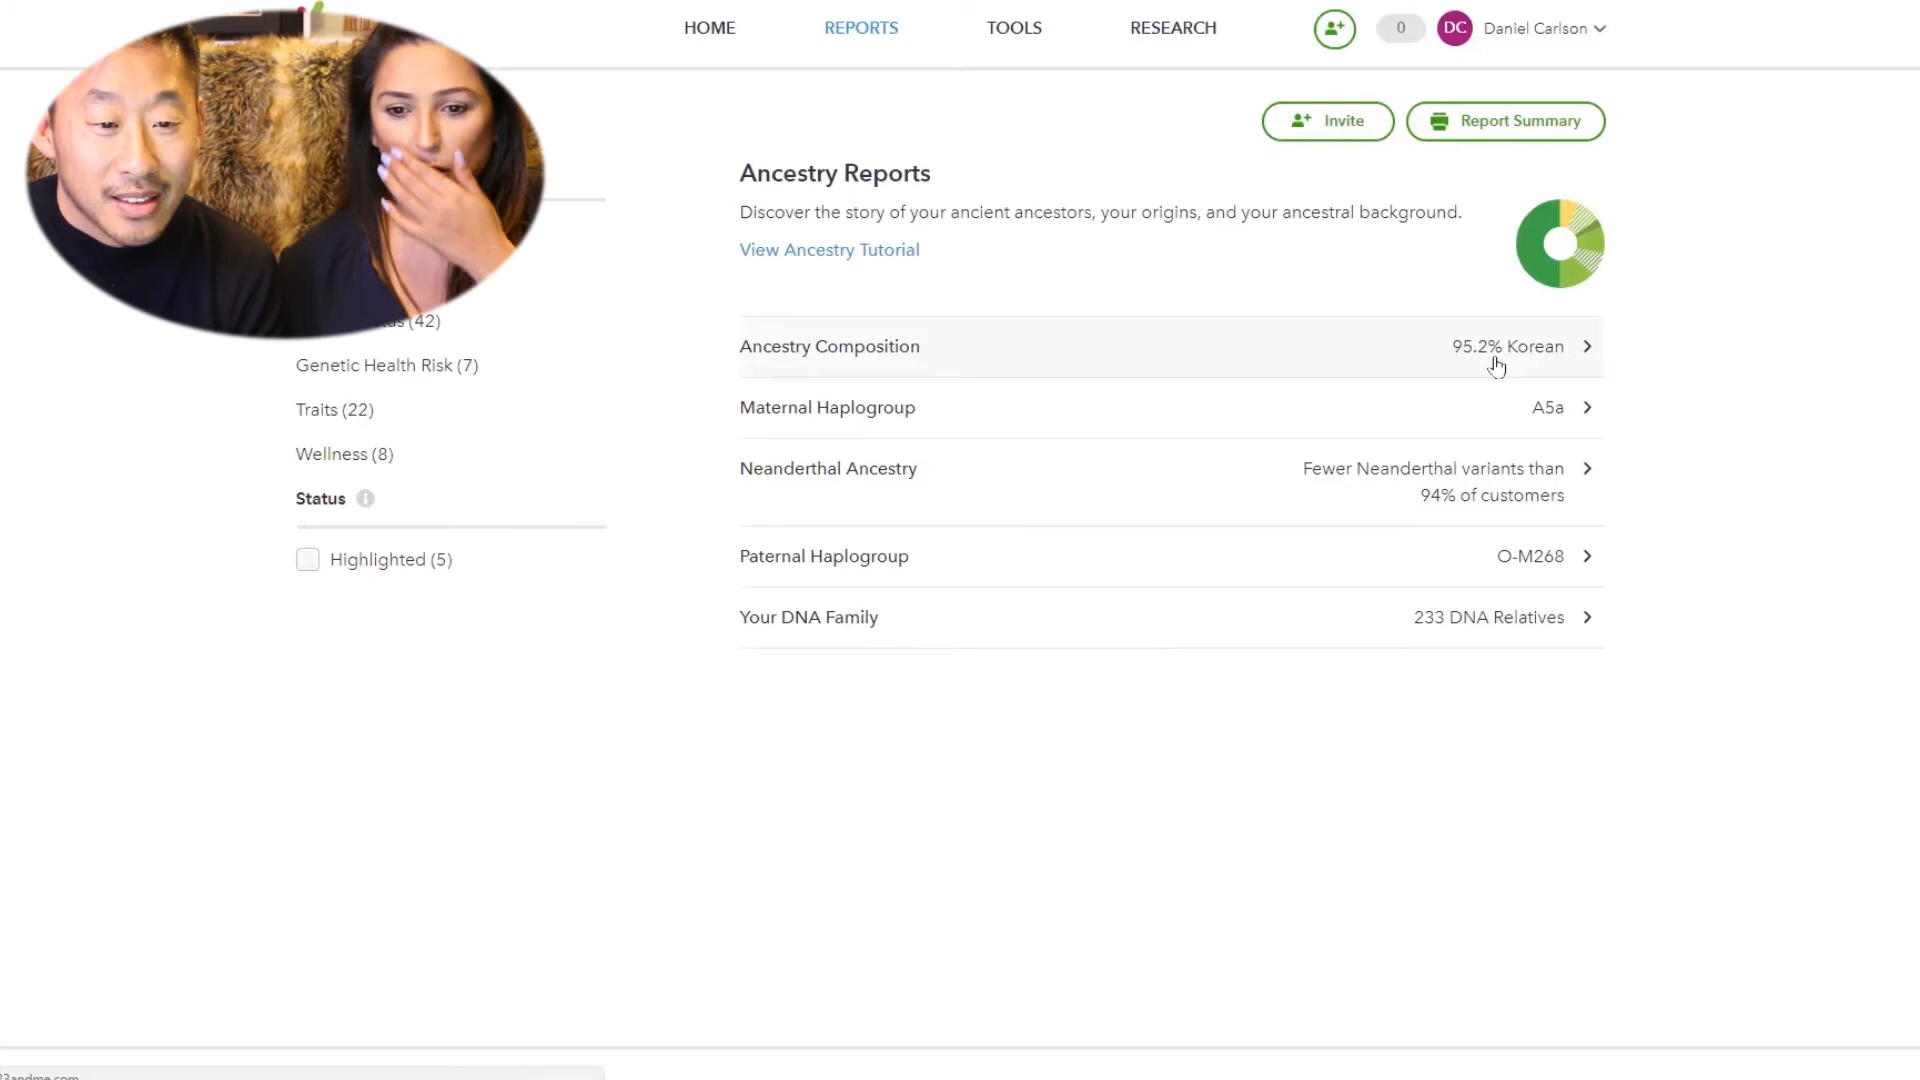 HOME
REPORTS
TOOLS
RESEARCH
0
DC
Daniel Carlson
Invite
Report Summary
Ancestry Reports
Discover the story of your ancient ancestors, your origins, and your ancestral background.
View Ancestry Tutorial
(42)
Genetic Health Risk (7)
Traits (22)
Wellness (8)
Status
Highlighted (5)
Ancestry Composition
95.2% Korean
Maternal Haplogroup
A5a
Neanderthal Ancestry
Fewer Neanderthal variants than
94% of customers
Paternal Haplogroup
O-M268
Your DNA Family
233 DNA Relatives